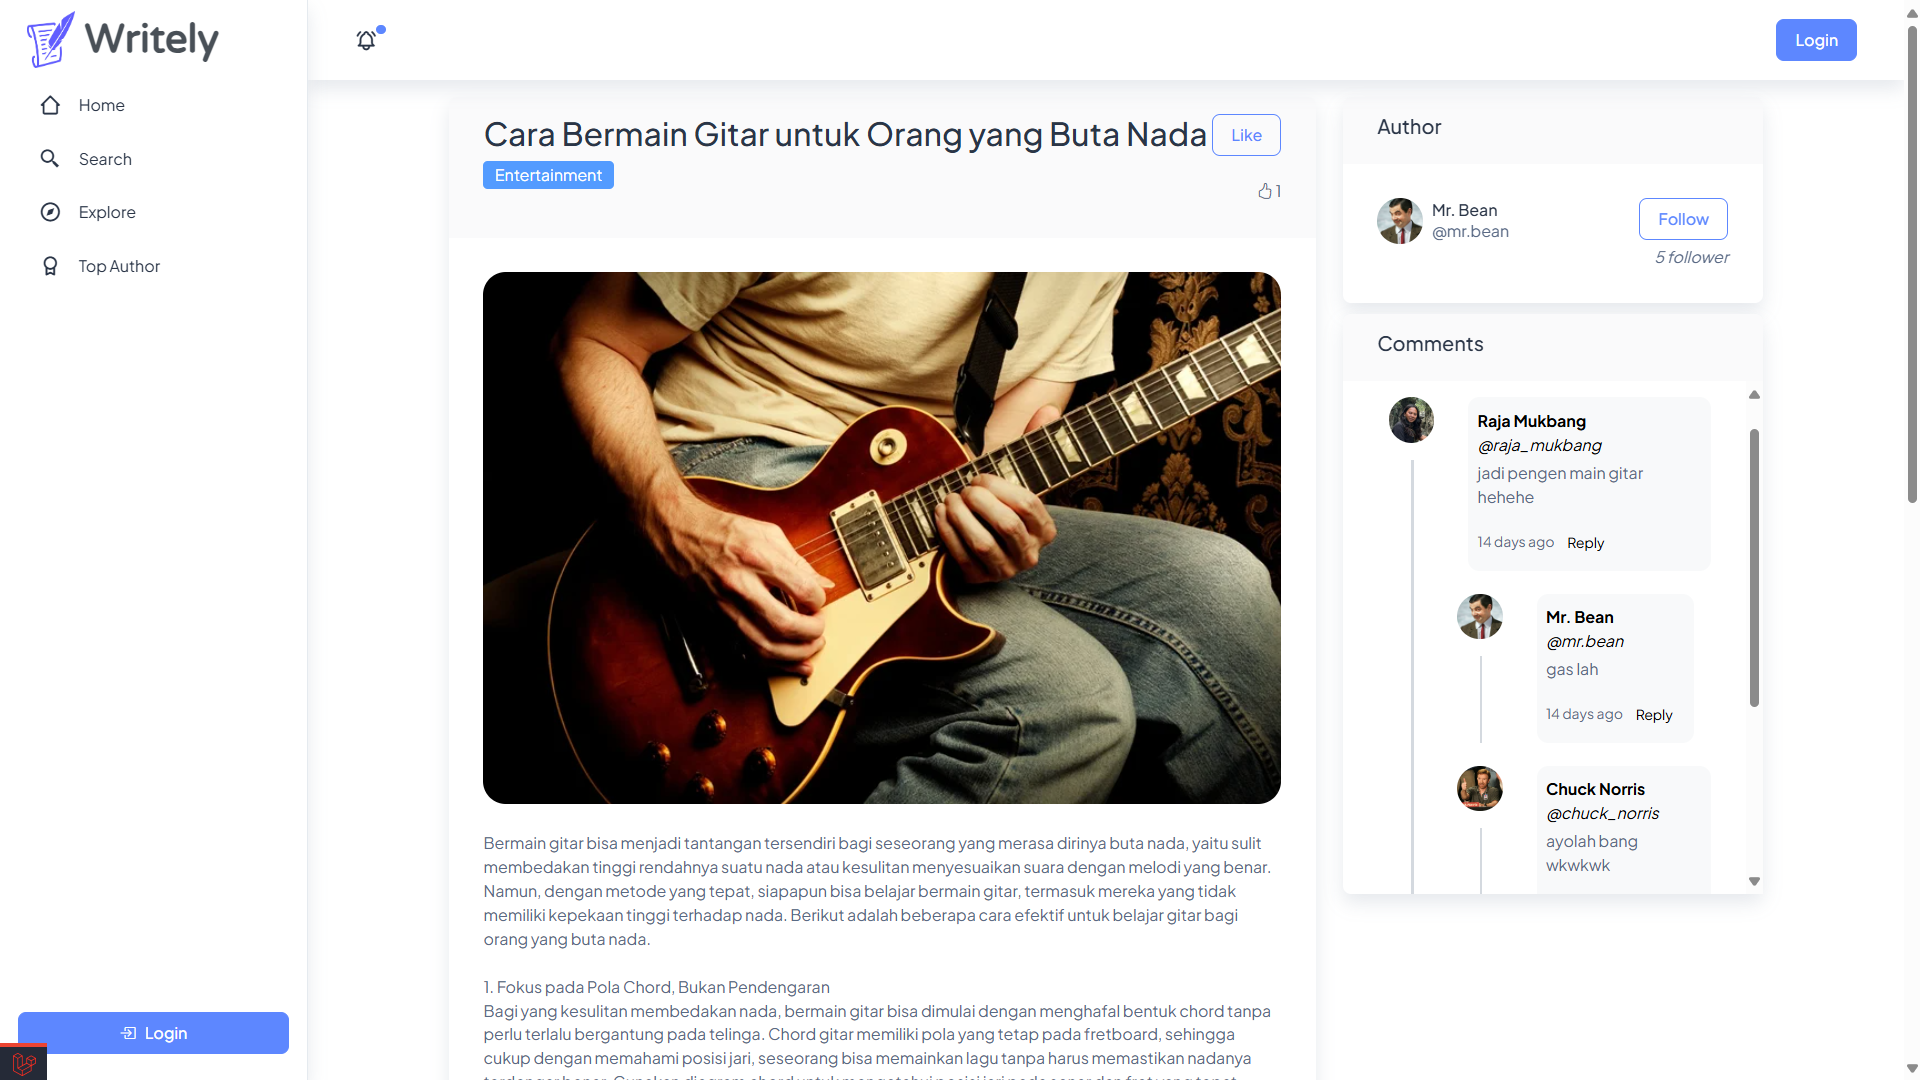 Writely
Home
Search
Explore
Top Author
Login
Login
Cara Bermain Gitar untuk Orang yang Buta Nada
Like
Entertainment
1
Bermain gitar bisa menjadi tantangan tersendiri bagi seseorang yang merasa dirinya buta nada, yaitu sulit
membedakan tinggi rendahnya suatu nada atau kesulitan menyesuaikan suara dengan melodi yang benar.
Namun, dengan metode yang tepat, siapapun bisa belajar bermain gitar, termasuk mereka yang tidak
memiliki kepekaan tinggi terhadap nada. Berikut adalah beberapa cara efektif untuk belajar gitar bagi
orang yang buta nada.
1. Fokus pada Pola Chord, Bukan Pendengaran
Bagi yang kesulitan membedakan nada, bermain gitar bisa dimulai dengan menghafal bentuk chord tanpa
perlu terlalu bergantung pada telinga. Chord gitar memiliki pola yang tetap pada fretboard, sehingga
cukup dengan memahami posisi jari, seseorang bisa memainkan lagu tanpa harus memastikan nadanya
Author
Mr. Bean
@mr.bean
Follow
5 follower
Comments
Raja Mukbang
@raja_mukbang
jadi pengen main gitar
hehehe
14 days ago Reply
Mr. Bean
@mr.bean
gas lah
14 days ago Reply
Chuck Norris
@chuck_norris
ayolah bang
wkwkwk